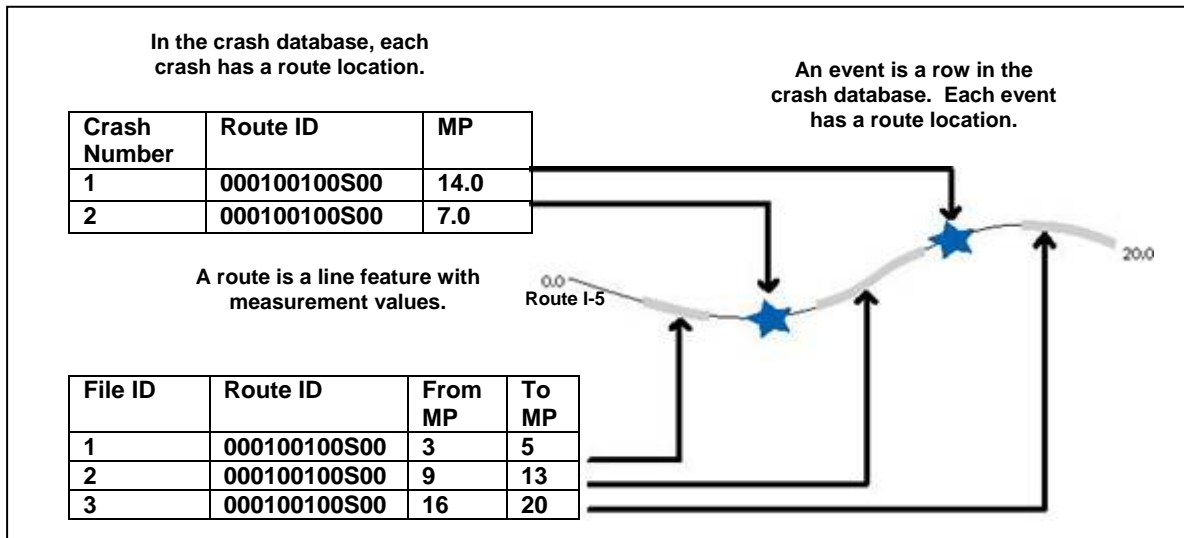 In the crash database, each
crash has a route location.
An event is a row in the
crash database. Each event
has a route location.
Crash Number Route ID MP
1 000100100S00 14.0
2 000100100S00 7.0
A route is a line feature with
measurement values.
0.0
Route I-5
20.0
File ID Route ID From MP To MP
1 000100100S00 3 5
2 000100100S00 9 13
3 000100100S00 16 20